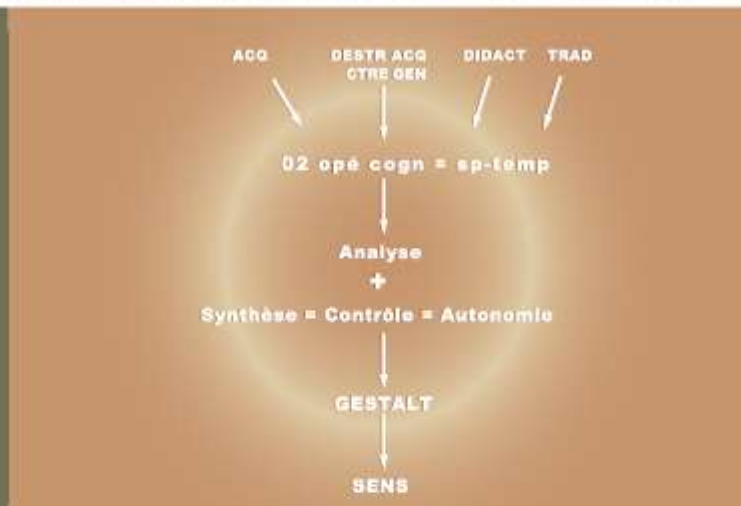 ACQ DESTR ACQ DIDACT TRAD
CTRE GEN
02 opé cogn = sp-temp
Analyse
+
Synthèse = Contrôle = Autonomie
GESTALT
SENS